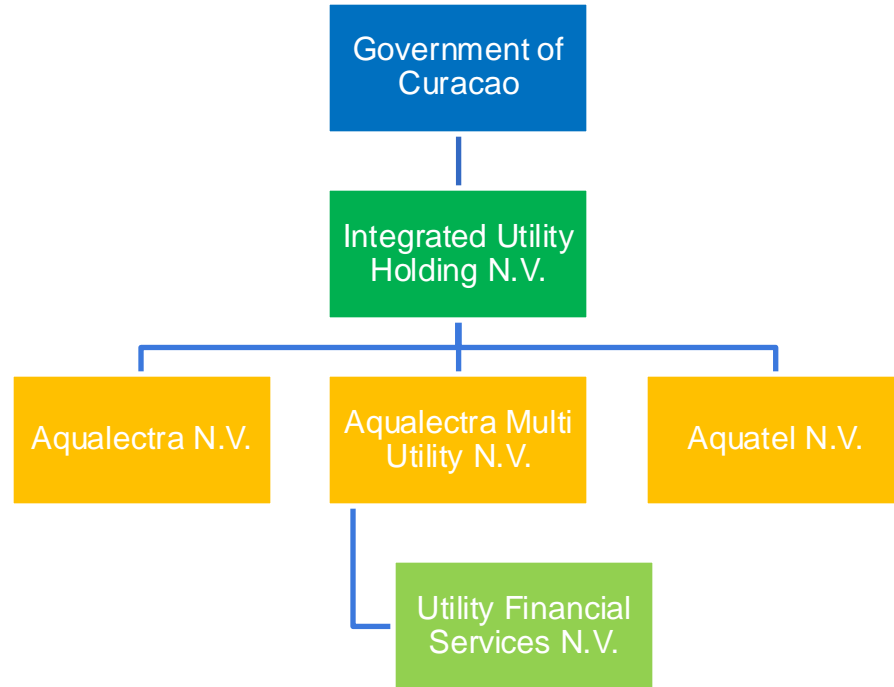 Government of
Curacao
Integrated Utility
Holding N.V.
Aqualectra N.V.
Aqualectra Multi
Utility N.V.
Aquatel N.V.
Utility Financial
Services N.V.